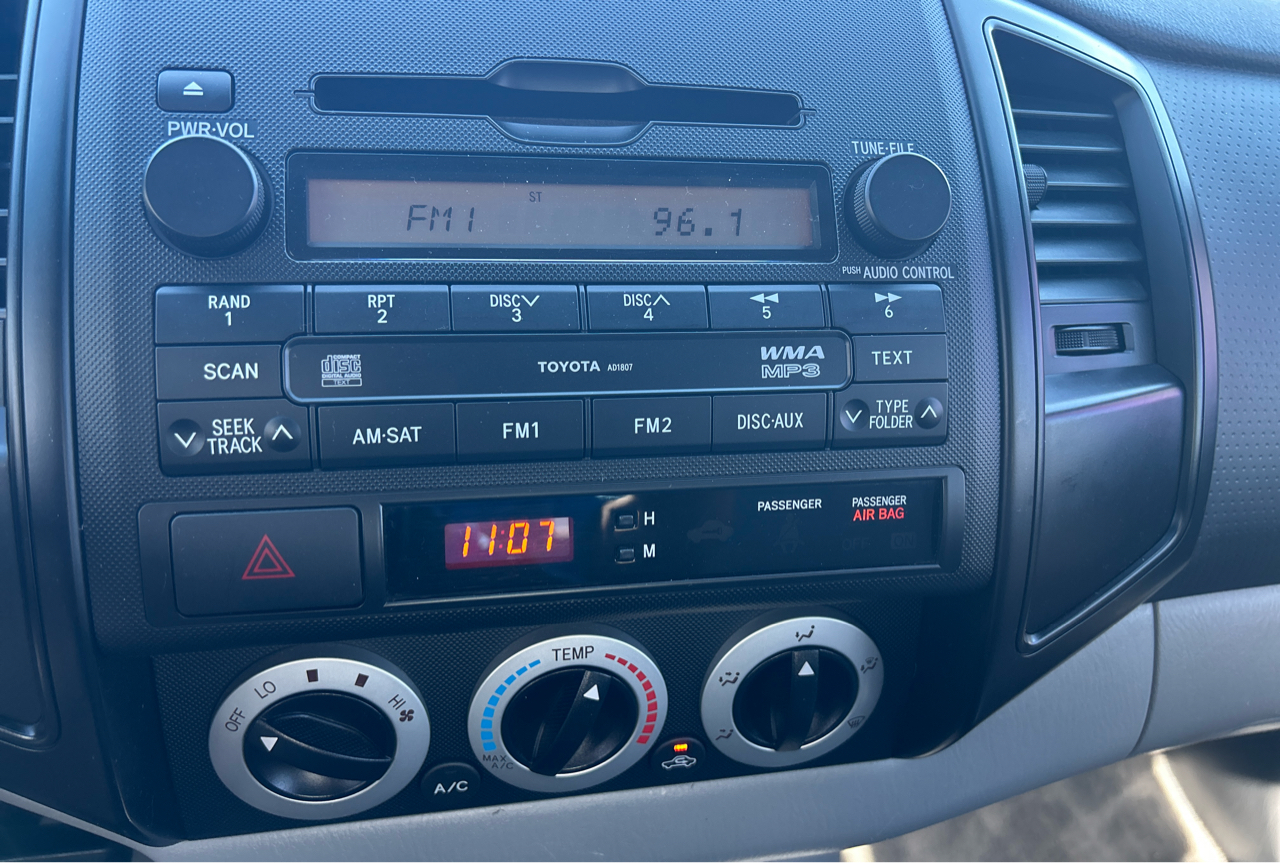 PWR·VOL
TUNE·FILE
ST
FM1 96.1
PUSH AUDIO CONTROL
RAND
1
RPT
2
DISC
3
DISC
4
5
6
SCAN
COMPACT
disc
DIGITAL AUDIO
TEXT
TOYOTA AD1807
WMA
MP3
TEXT
SEEK
TRACK
AM·SAT
FM1
FM2
DISC·AUX
TYPE
FOLDER
11:07
H
M
PASSENGER
PASSENGER
AIR BAG
OFF
LO
HI
TEMP
MAX
A/C
A/C